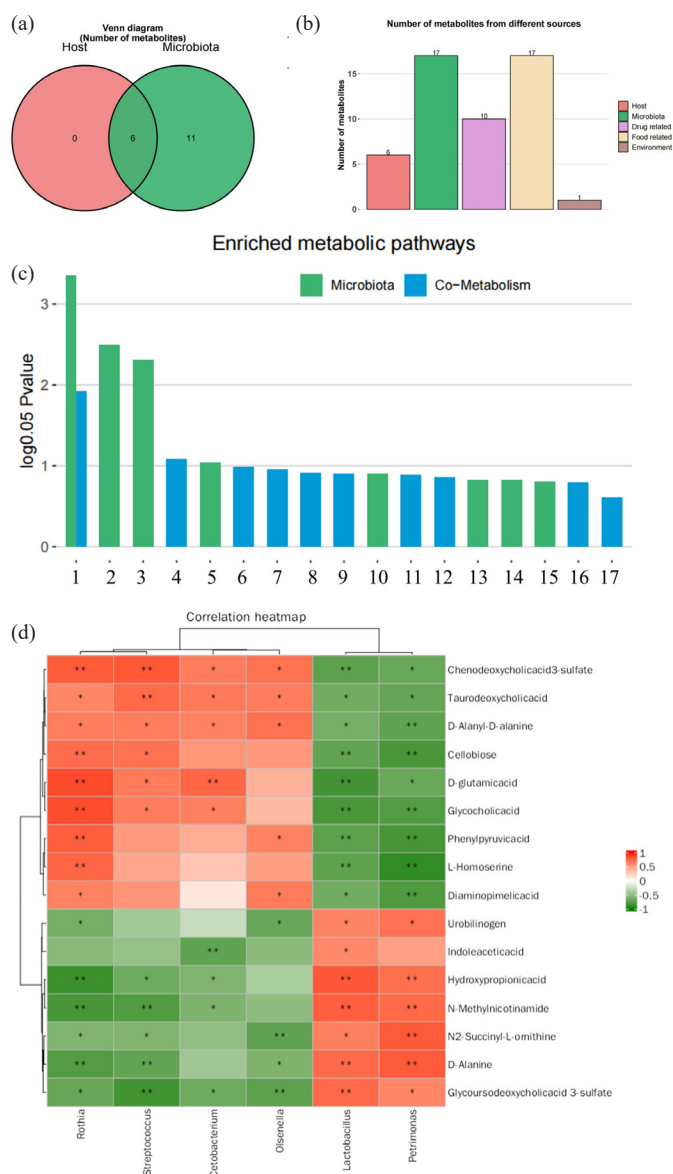 (a)
Venn diagram
(Number of metabolites)
Host Microbiota
0 6 11
(b)
Number of metabolites from different sources
Number of metabolites
15
10
5
0
6
17
10
17
1
Host
Microbiota
Drug related
Food related
Environment
Enriched metabolic pathways
(c)
Microbiota Co-Metabolism
log0.05 Pvalue
3
2
1
0
1 2 3 4 5 6 7 8 9 10 11 12 13 14 15 16 17
(d)
Correlation heatmap
** ** * * ** * Chenodeoxycholicacid3-sulfate
* ** * * * * Taurodeoxycholicacid
* * * * * ** D-Alanyl-D-alanine
** * ** ** Cellobiose
** * ** ** * D-glutamicacid
** * * ** ** Glycocholicacid
** * ** ** Phenylpyruvicacid
** ** ** L-Homoserine
* * * ** Diaminopimelicacid
* * * * Urobilinogen
** * Indoleaceticacid
** * * ** ** Hydroxypropionicacid
** ** * ** ** N-Methylnicotinamide
* * ** * ** N2-Succinyl-L-omithine
** ** * ** ** D-Alanine
* ** * ** ** * Glycoursodeoxycholicacid 3-sulfate
1
0.5
0
-0.5
-1
Rothia
Streptococcus
Cetobacterium
Olsenella
Lactobacillus
Petrimonas